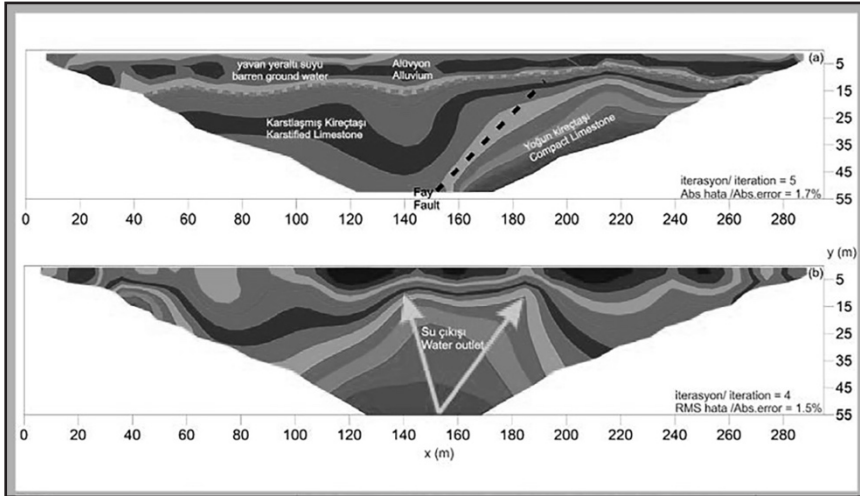 (a)
yavan yeraltı suyu
barren ground water
Alüvyon
Alluvium
5
15
Karstlaşmış Kireçtaşı
Karstified Limestone
Yoğun kireçtaşı
Compact Limestone
25
35
45
55
iterasyon/ iteration = 5
Abs hata /Abs.error = 1.7%
Fay
Fault
0 20 40 60 80 100 120 140 160 180 200 220 240 260 280
y (m)
(b)
5
15
Su çıkışı
Water outlet
25
35
45
55
iterasyon/ iteration = 4
RMS hata /Abs.error = 1.5%
0 20 40 60 80 100 120 140 160 180 200 220 240 260 280
x (m)